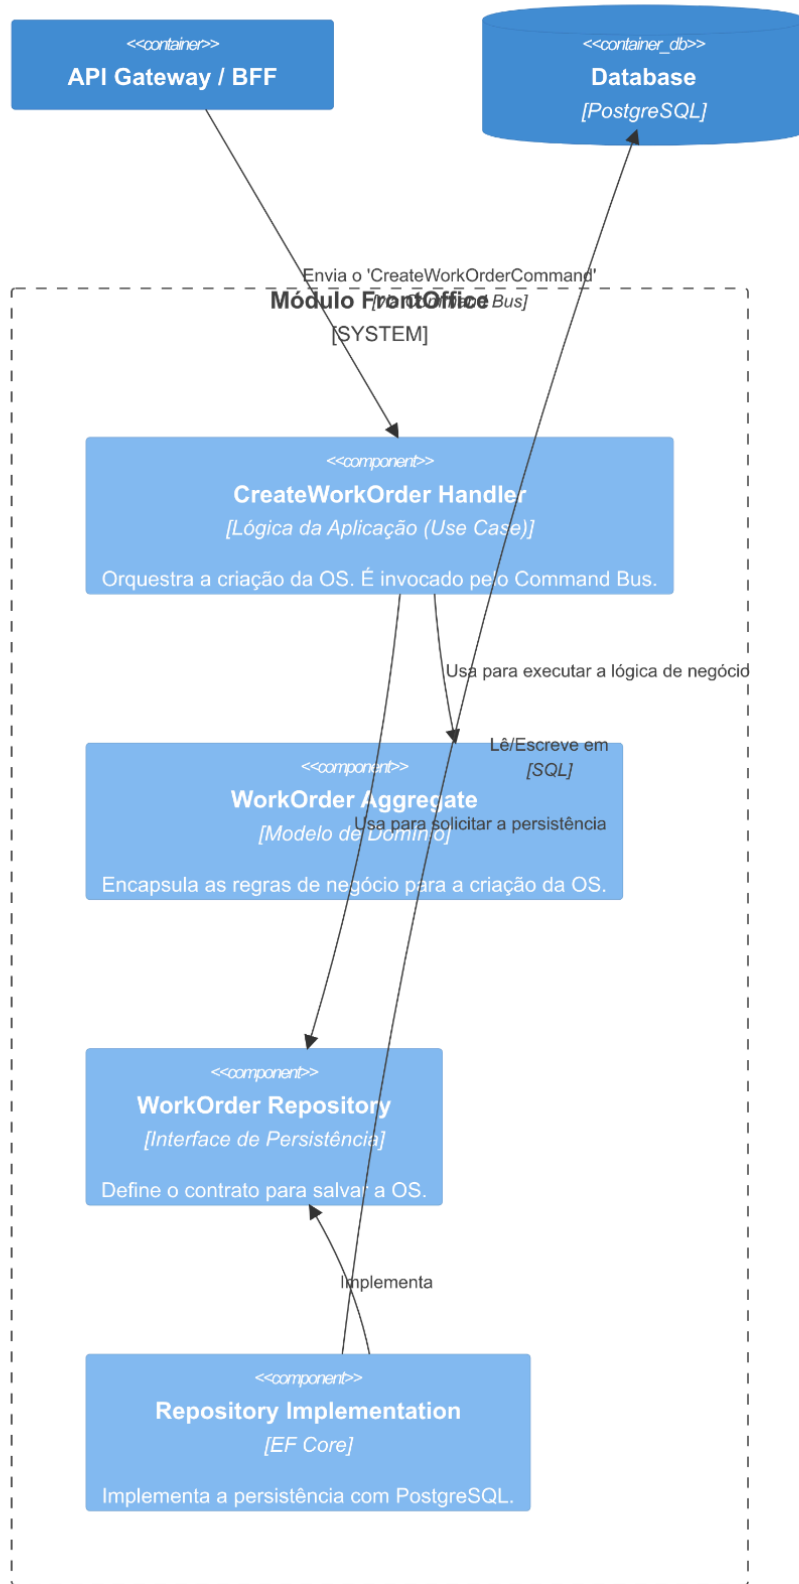 <<container>>
API Gateway / BFF
<<container_db>>
Database
[PostgreSQL]
Envia o 'CreateWorkOrderCommand'
[via Command Bus]
Módulo FrontOffice
[SYSTEM]
<<component>>
CreateWorkOrder Handler
[Lógica da Aplicação (Use Case)]
Orquestra a criação da OS. É invocado pelo Command Bus.
Usa para executar a lógica de negócio
Lê/Escreve em
[SQL]
<<component>>
WorkOrder Aggregate
[Modelo de Domínio]
Usa para solicitar a persistência
Encapsula as regras de negócio para a criação da OS.
<<component>>
WorkOrder Repository
[Interface de Persistência]
Define o contrato para salvar a OS.
Implementa
<<component>>
Repository Implementation
[EF Core]
Implementa a persistência com PostgreSQL.